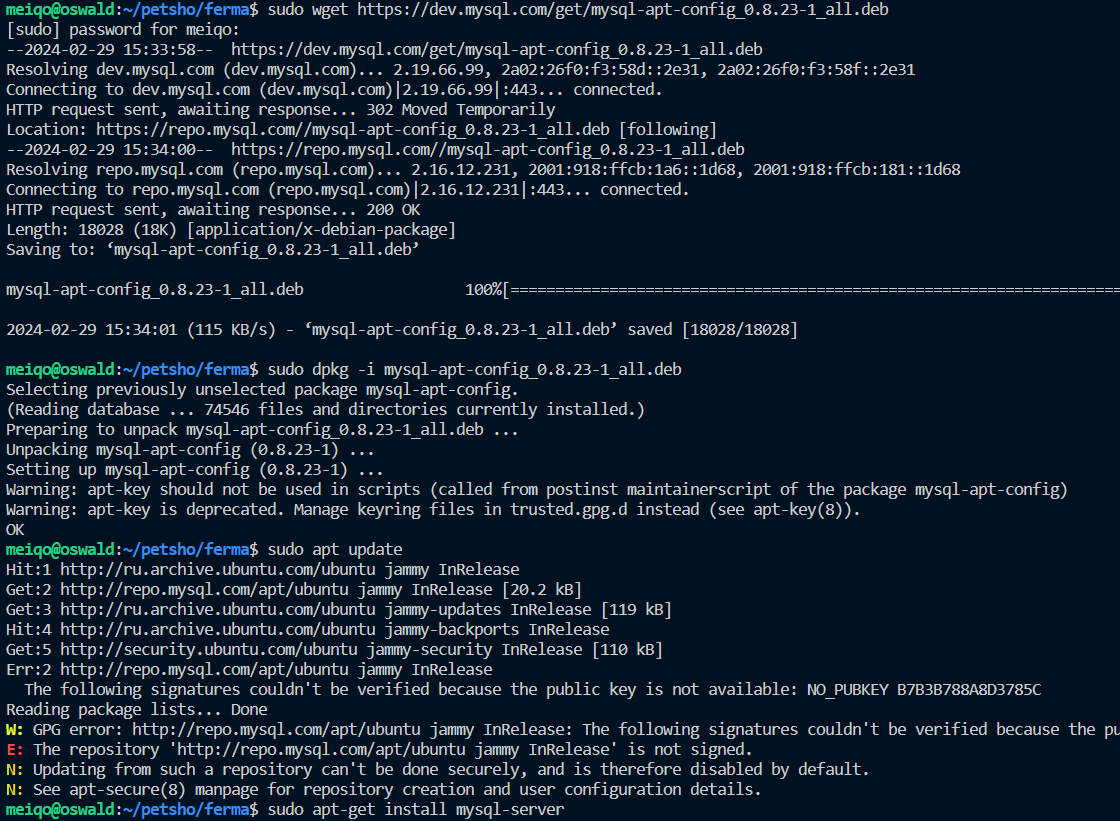 meiqo@oswald:~/petsho/ferma$ sudo wget https://dev.mysql.com/get/mysql-apt-config_0.8.23-1_all.deb
[sudo] password for meiqo:
--2024-02-29 15:33:58--  https://dev.mysql.com/get/mysql-apt-config_0.8.23-1_all.deb
Resolving dev.mysql.com (dev.mysql.com)... 2.19.66.99, 2a02:26f0:f3:58d::2e31, 2a02:26f0:f3:58f::2e31
Connecting to dev.mysql.com (dev.mysql.com)|2.19.66.99|:443... connected.
HTTP request sent, awaiting response... 302 Moved Temporarily
Location: https://repo.mysql.com//mysql-apt-config_0.8.23-1_all.deb [following]
--2024-02-29 15:34:00--  https://repo.mysql.com//mysql-apt-config_0.8.23-1_all.deb
Resolving repo.mysql.com (repo.mysql.com)... 2.16.12.231, 2001:918:ffcb:1a6::1d68, 2001:918:ffcb:181::1d68
Connecting to repo.mysql.com (repo.mysql.com)|2.16.12.231|:443... connected.
HTTP request sent, awaiting response... 200 OK
Length: 18028 (18K) [application/x-debian-package]
Saving to: ‘mysql-apt-config_0.8.23-1_all.deb’
mysql-apt-config_0.8.23-1_all.deb                  100%[====================================================================
2024-02-29 15:34:01 (115 KB/s) - ‘mysql-apt-config_0.8.23-1_all.deb’ saved [18028/18028]
meiqo@oswald:~/petsho/ferma$ sudo dpkg -i mysql-apt-config_0.8.23-1_all.deb
Selecting previously unselected package mysql-apt-config.
(Reading database ... 74546 files and directories currently installed.)
Preparing to unpack mysql-apt-config_0.8.23-1_all.deb ...
Unpacking mysql-apt-config (0.8.23-1) ...
Setting up mysql-apt-config (0.8.23-1) ...
Warning: apt-key should not be used in scripts (called from postinst maintainerscript of the package mysql-apt-config)
Warning: apt-key is deprecated. Manage keyring files in trusted.gpg.d instead (see apt-key(8)).
OK
meiqo@oswald:~/petsho/ferma$ sudo apt update
Hit:1 http://ru.archive.ubuntu.com/ubuntu jammy InRelease
Get:2 http://repo.mysql.com/apt/ubuntu jammy InRelease [20.2 kB]
Get:3 http://ru.archive.ubuntu.com/ubuntu jammy-updates InRelease [119 kB]
Hit:4 http://ru.archive.ubuntu.com/ubuntu jammy-backports InRelease
Get:5 http://security.ubuntu.com/ubuntu jammy-security InRelease [110 kB]
Err:2 http://repo.mysql.com/apt/ubuntu jammy InRelease
  The following signatures couldn't be verified because the public key is not available: NO_PUBKEY B7B3B788A8D3785C
Reading package lists... Done
W: GPG error: http://repo.mysql.com/apt/ubuntu jammy InRelease: The following signatures couldn't be verified because the pu
E: The repository 'http://repo.mysql.com/apt/ubuntu jammy InRelease' is not signed.
N: Updating from such a repository can't be done securely, and is therefore disabled by default.
N: See apt-secure(8) manpage for repository creation and user configuration details.
meiqo@oswald:~/petsho/ferma$ sudo apt-get install mysql-server